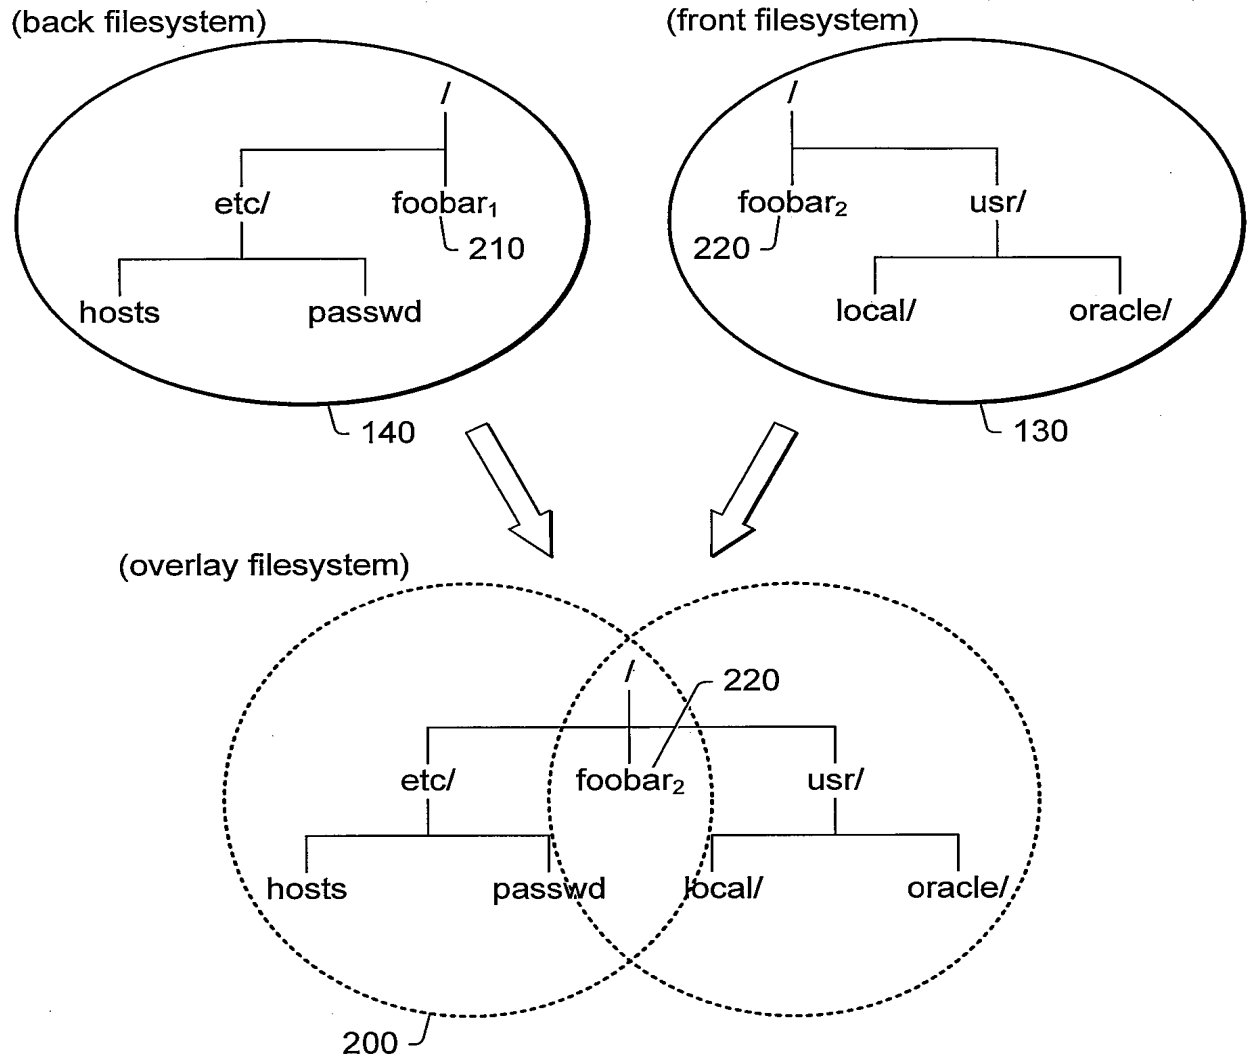 (back filesystem)
(front filesystem)
/
/
etc/ foobar₁
210
hosts passwd
140
foobar₂ usr/
220
local/ oracle/
130
(overlay filesystem)
/
220
etc/ foobar₂ usr/
hosts passwd local/ oracle/
200